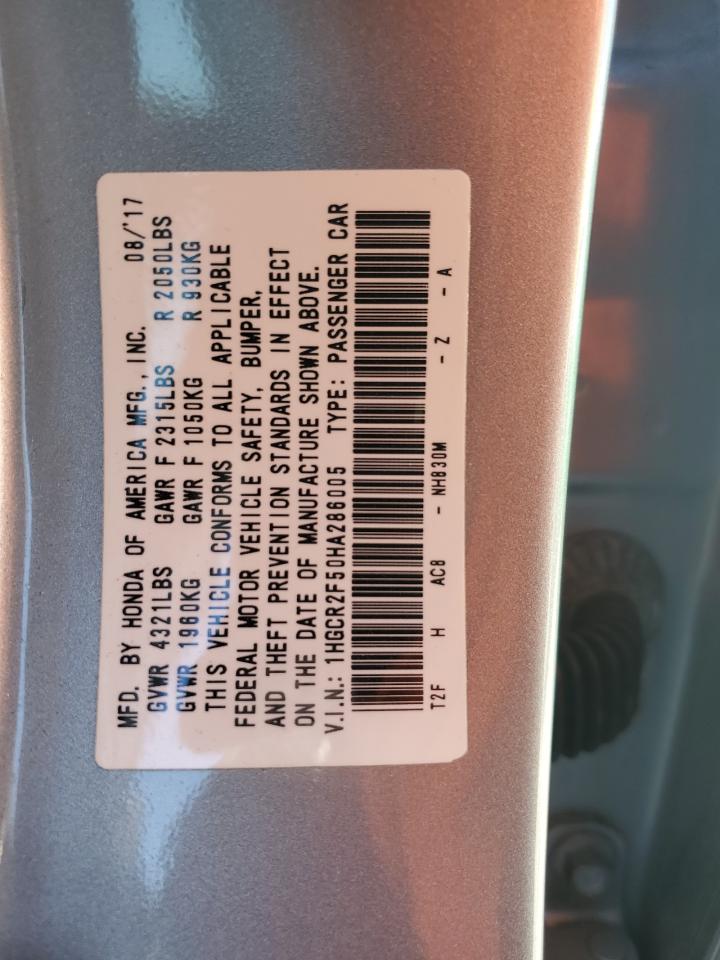 MFD. BY HONDA OF AMERICA MFG., INC. 08/'17
GVWR 4321LBS GAWR F 2315LBS R 2050LBS
GVWR 1960KG GAWR F 1050KG R 930KG
THIS VEHICLE CONFORMS TO ALL APPLICABLE
FEDERAL MOTOR VEHICLE SAFETY, BUMPER,
AND THEFT PREVENTION STANDARDS IN EFFECT
ON THE DATE OF MANUFACTURE SHOWN ABOVE.
V.I.N.: 1HGCR2F50HA286005 TYPE: PASSENGER CAR
T2F H AC8 - NH830M - Z - A